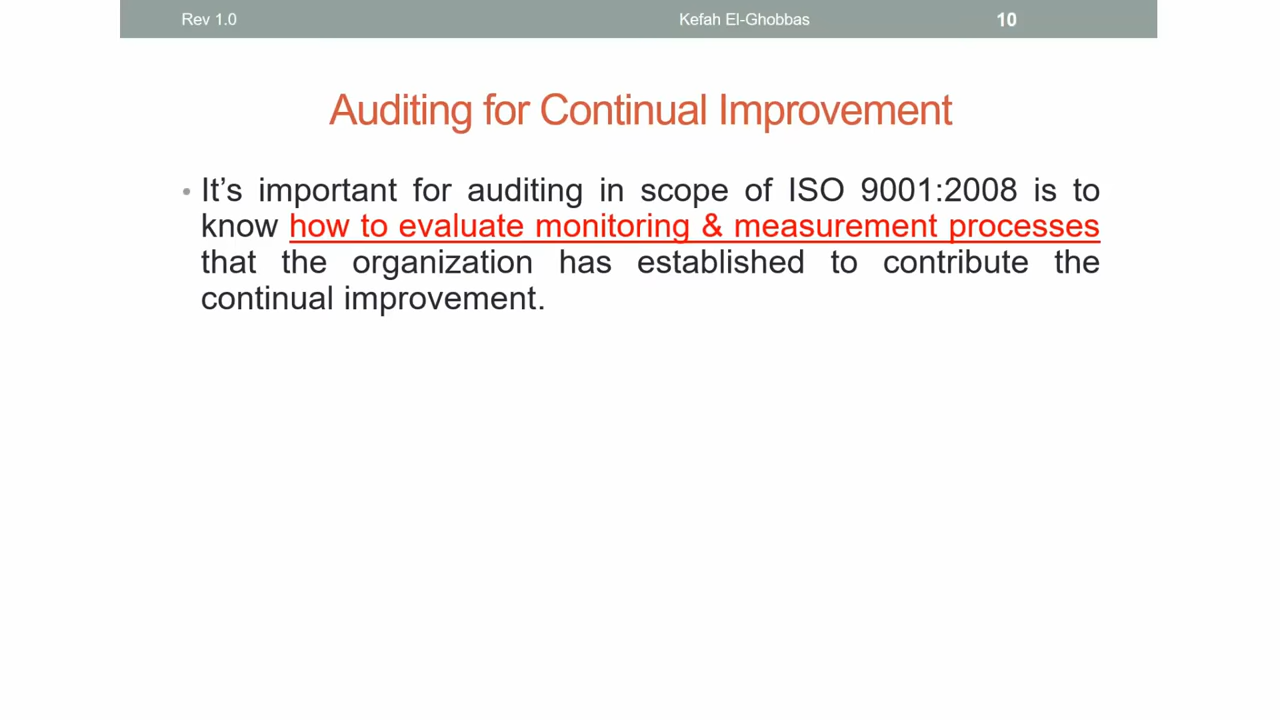 Rev 1.0 Kefah El-Ghobbas 10
Auditing for Continual Improvement
• It’s important for auditing in scope of ISO 9001:2008 is to
know how to evaluate monitoring & measurement processes
that the organization has established to contribute the
continual improvement.